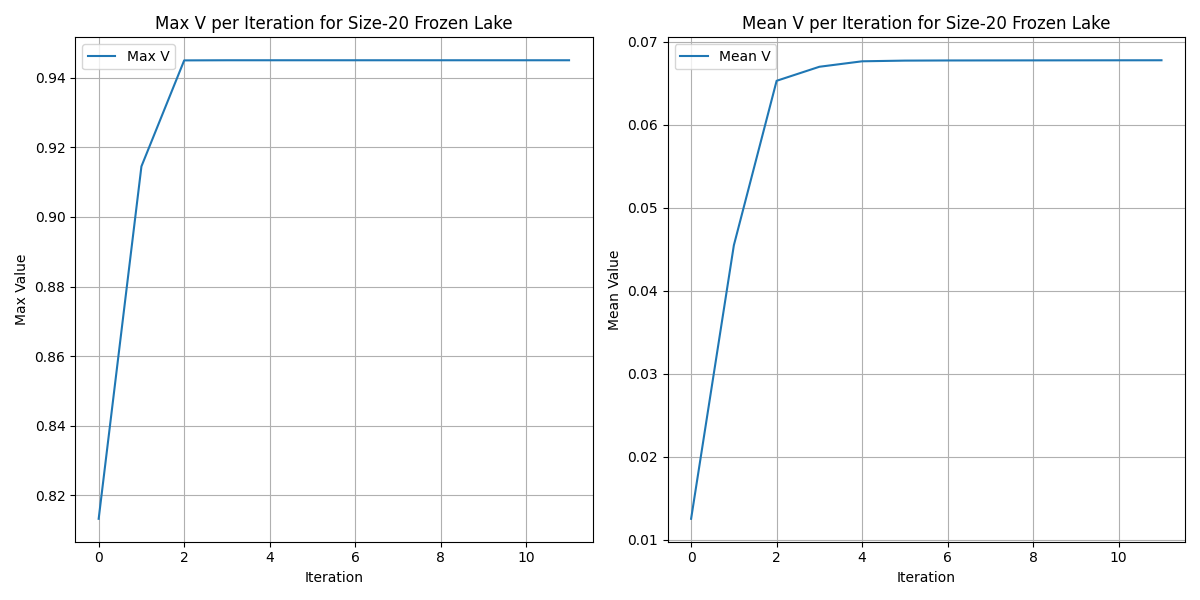 Max V per Iteration for Size-20 Frozen Lake
Max V
Max Value
0.94
0.92
0.90
0.88
0.86
0.84
0.82
0 2 4 6 8 10
Iteration
Mean V per Iteration for Size-20 Frozen Lake
Mean V
Mean Value
0.07
0.06
0.05
0.04
0.03
0.02
0.01
0 2 4 6 8 10
Iteration